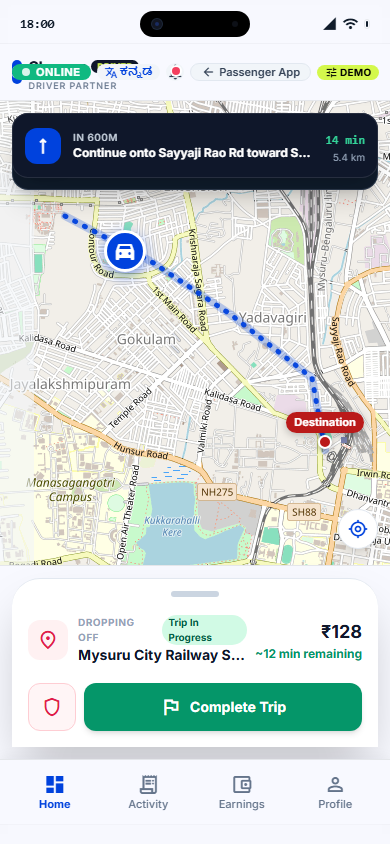 18:00
ONLINE
ಕನ್ನಡ
Passenger App
DEMO
DRIVER PARTNER
IN 600M
Continue onto Sayyaji Rao Rd toward S...
14 min
5.4 km
Contour Road
Krishnaraja Sagara Road
Mysuru-Bengaluru
1st Main Road
Yadavagiri
Sayyaji Rao Road
Kalidasa Road
Gokulam
Jayalakshmipuram
Temple Road
Kalidasa Road
Valmiki Road
Destination
Hunsur Road
Irwin Ro
Manasagangotri
Campus
NH275
Dhanvantri
SH88
Open Air Theater Road
Kukkarahalli
Kere
DROPPING
OFF
Trip In
Progress
₹128
Mysuru City Railway S...
~12 min remaining
Complete Trip
Home
Activity
Earnings
Profile